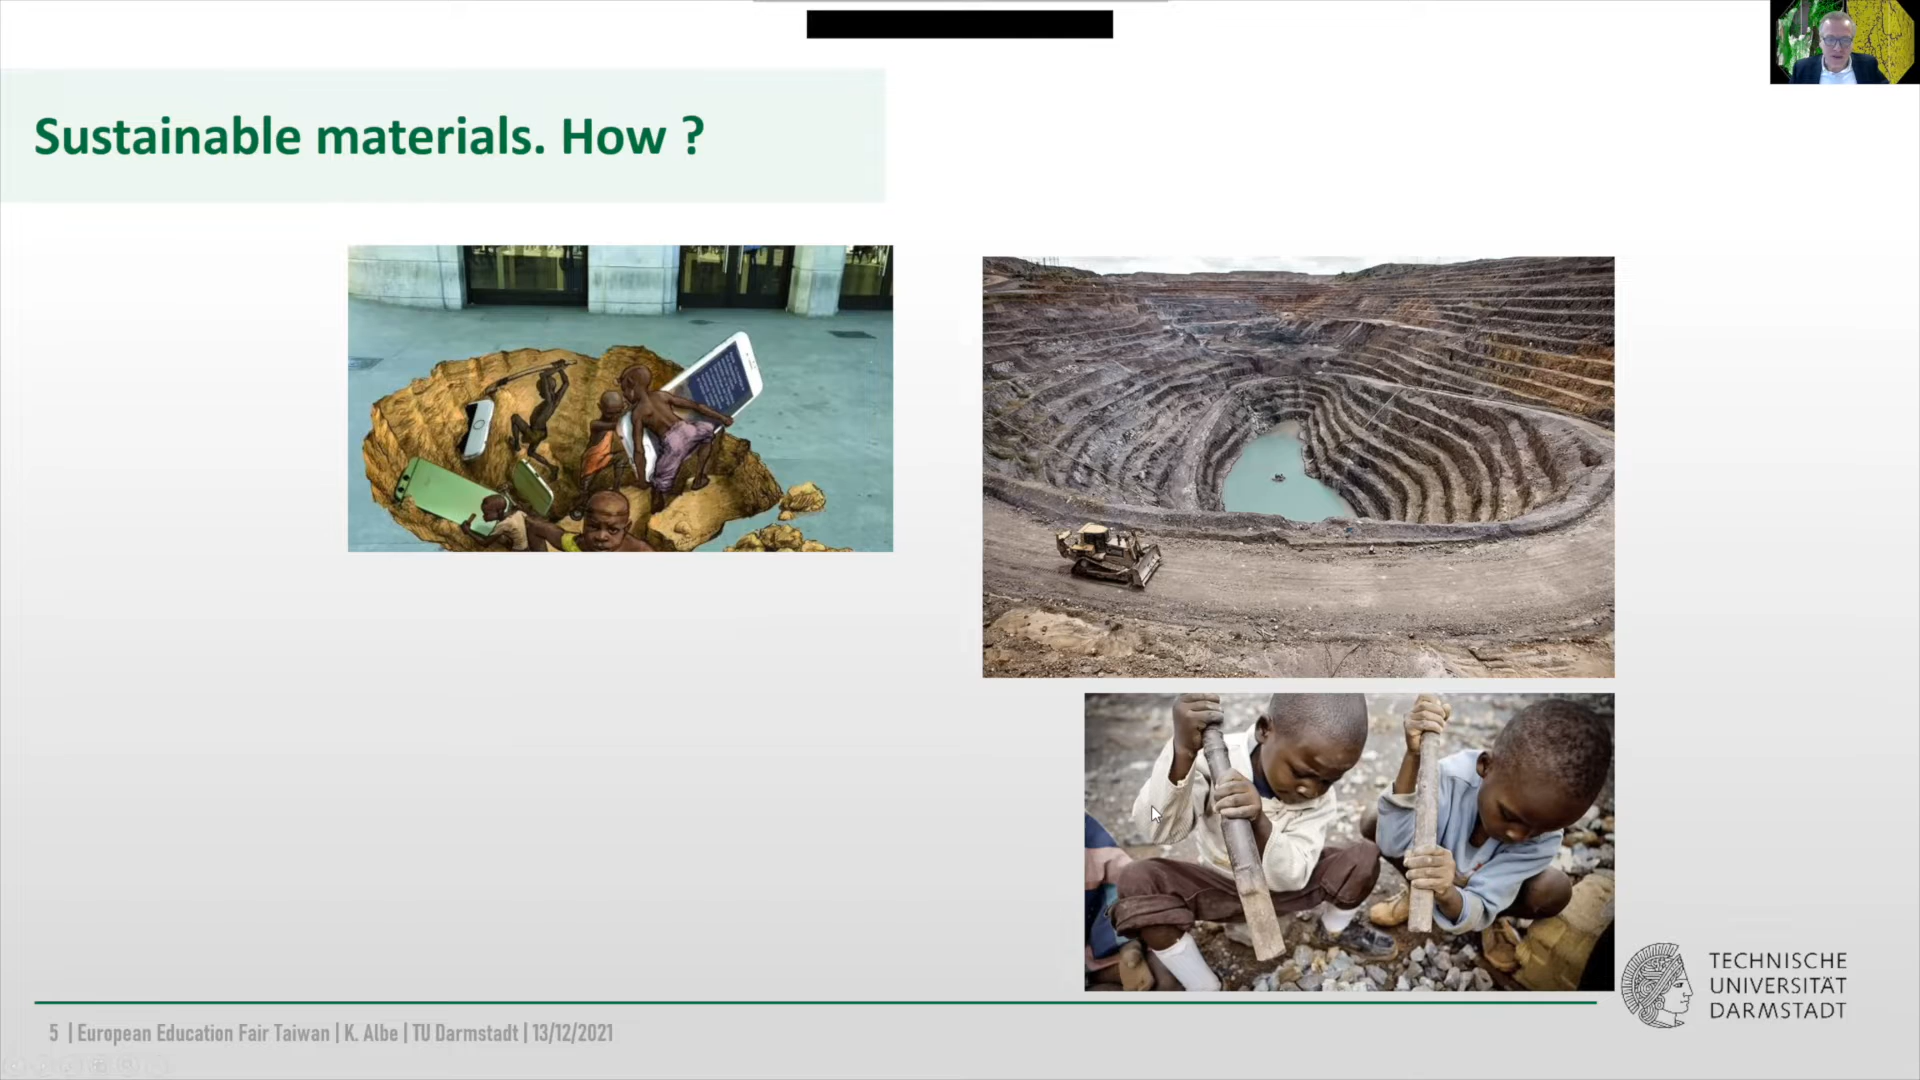 Sustainable materials. How ?
TECHNISCHE
UNIVERSITÄT
DARMSTADT
5 | European Education Fair Taiwan | K. Albe | TU Darmstadt | 13/12/2021